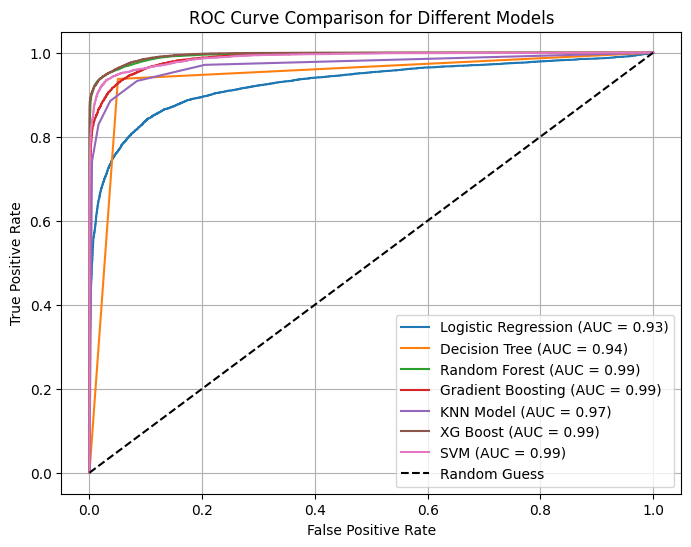 ROC Curve Comparison for Different Models
True Positive Rate
1.0
0.8
0.6
0.4
0.2
0.0
Logistic Regression (AUC = 0.93)
Decision Tree (AUC = 0.94)
Random Forest (AUC = 0.99)
Gradient Boosting (AUC = 0.99)
KNN Model (AUC = 0.97)
XG Boost (AUC = 0.99)
SVM (AUC = 0.99)
Random Guess
0.0 0.2 0.4 0.6 0.8 1.0
False Positive Rate